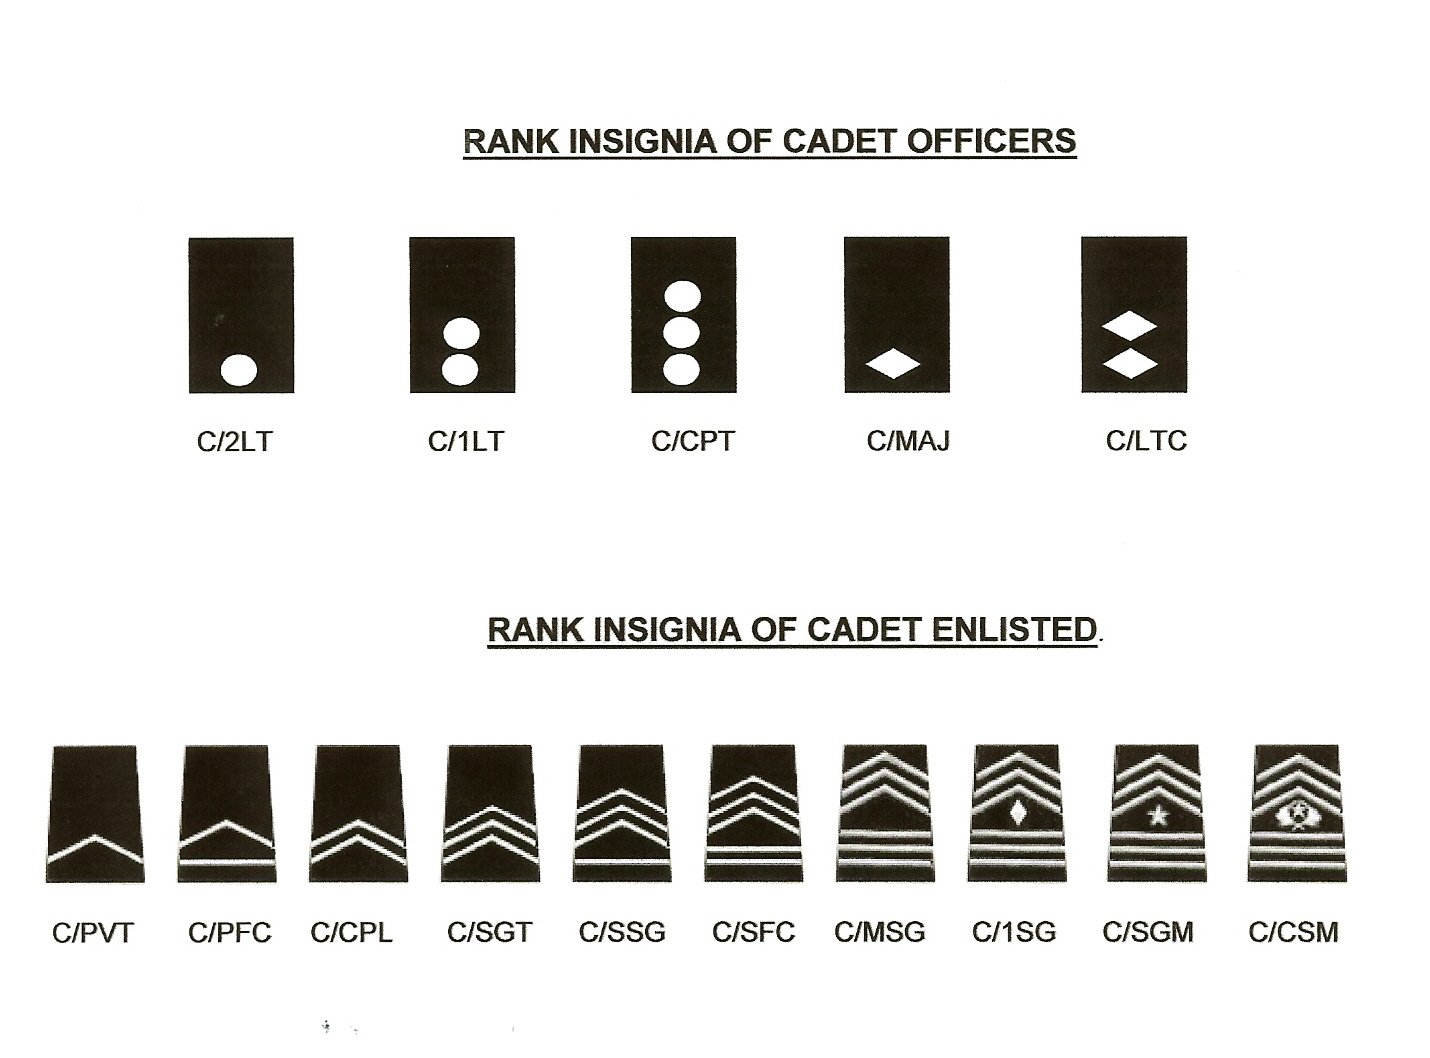 RANK INSIGNIA OF CADET OFFICERS
C/2LT C/1LT C/CPT C/MAJ C/LTC
RANK INSIGNIA OF CADET ENLISTED.
C/PVT C/PFC C/CPL C/SGT C/SSG C/SFC C/MSG C/1SG C/SGM C/CSM